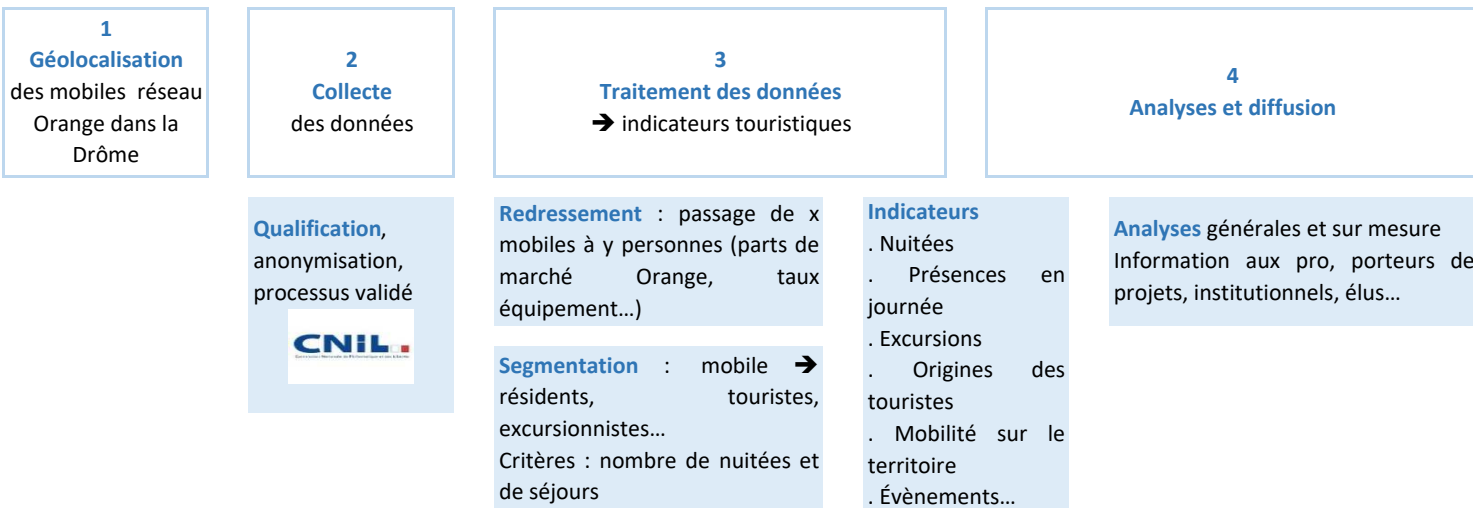 1
Géolocalisation
des mobiles réseau
Orange dans la
Drôme
2
Collecte
des données
3
Traitement des données
➔ indicateurs touristiques
4
Analyses et diffusion
Qualification,
anonymisation,
processus validé
CNIL
Redressement : passage de x
mobiles à y personnes (parts de
marché Orange, taux
équipement…)
Segmentation : mobile ➔
résidents, touristes,
excursionnistes…
Critères : nombre de nuitées et
de séjours
Indicateurs
. Nuitées
. Présences en
journée
. Excursions
. Origines des
touristes
. Mobilité sur le
territoire
. Évènements…
Analyses générales et sur mesure
Information aux pro, porteurs de
projets, institutionnels, élus…